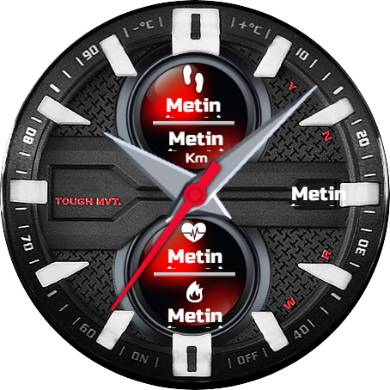 -°C +°C
90 10
Metin
Metin
Km
80 20
Y
N
TOUGH MVT.
Metin
70 30
R
W
Metin
Metin
60 40
ON OFF